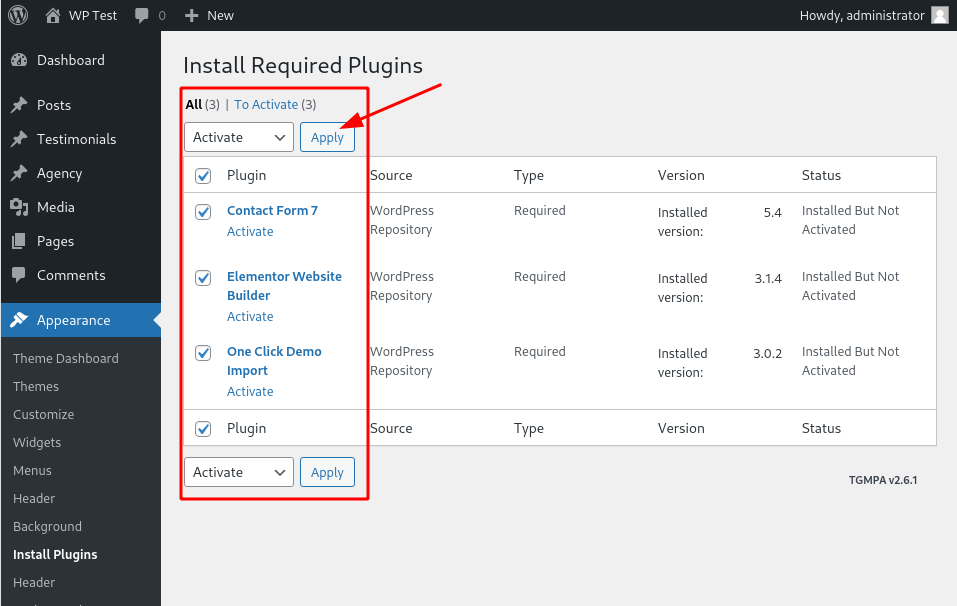 WP Test 0 New Howdy, administrator
Dashboard
Posts
Testimonials
Agency
Media
Pages
Comments
Appearance
Theme Dashboard
Themes
Customize
Widgets
Menus
Header
Background
Install Plugins
Header
Install Required Plugins
All (3) | To Activate (3)
Activate Apply
Plugin Source Type Version Status
Contact Form 7 WordPress Required Installed 5.4 Installed But Not
Activate Repository version: Activated
Elementor Website WordPress Required Installed 3.1.4 Installed But Not
Builder Repository version: Activated
Activate
One Click Demo WordPress Required Installed 3.0.2 Installed But Not
Import Repository version: Activated
Activate
Plugin Source Type Version Status
Activate Apply
TGMPA v2.6.1